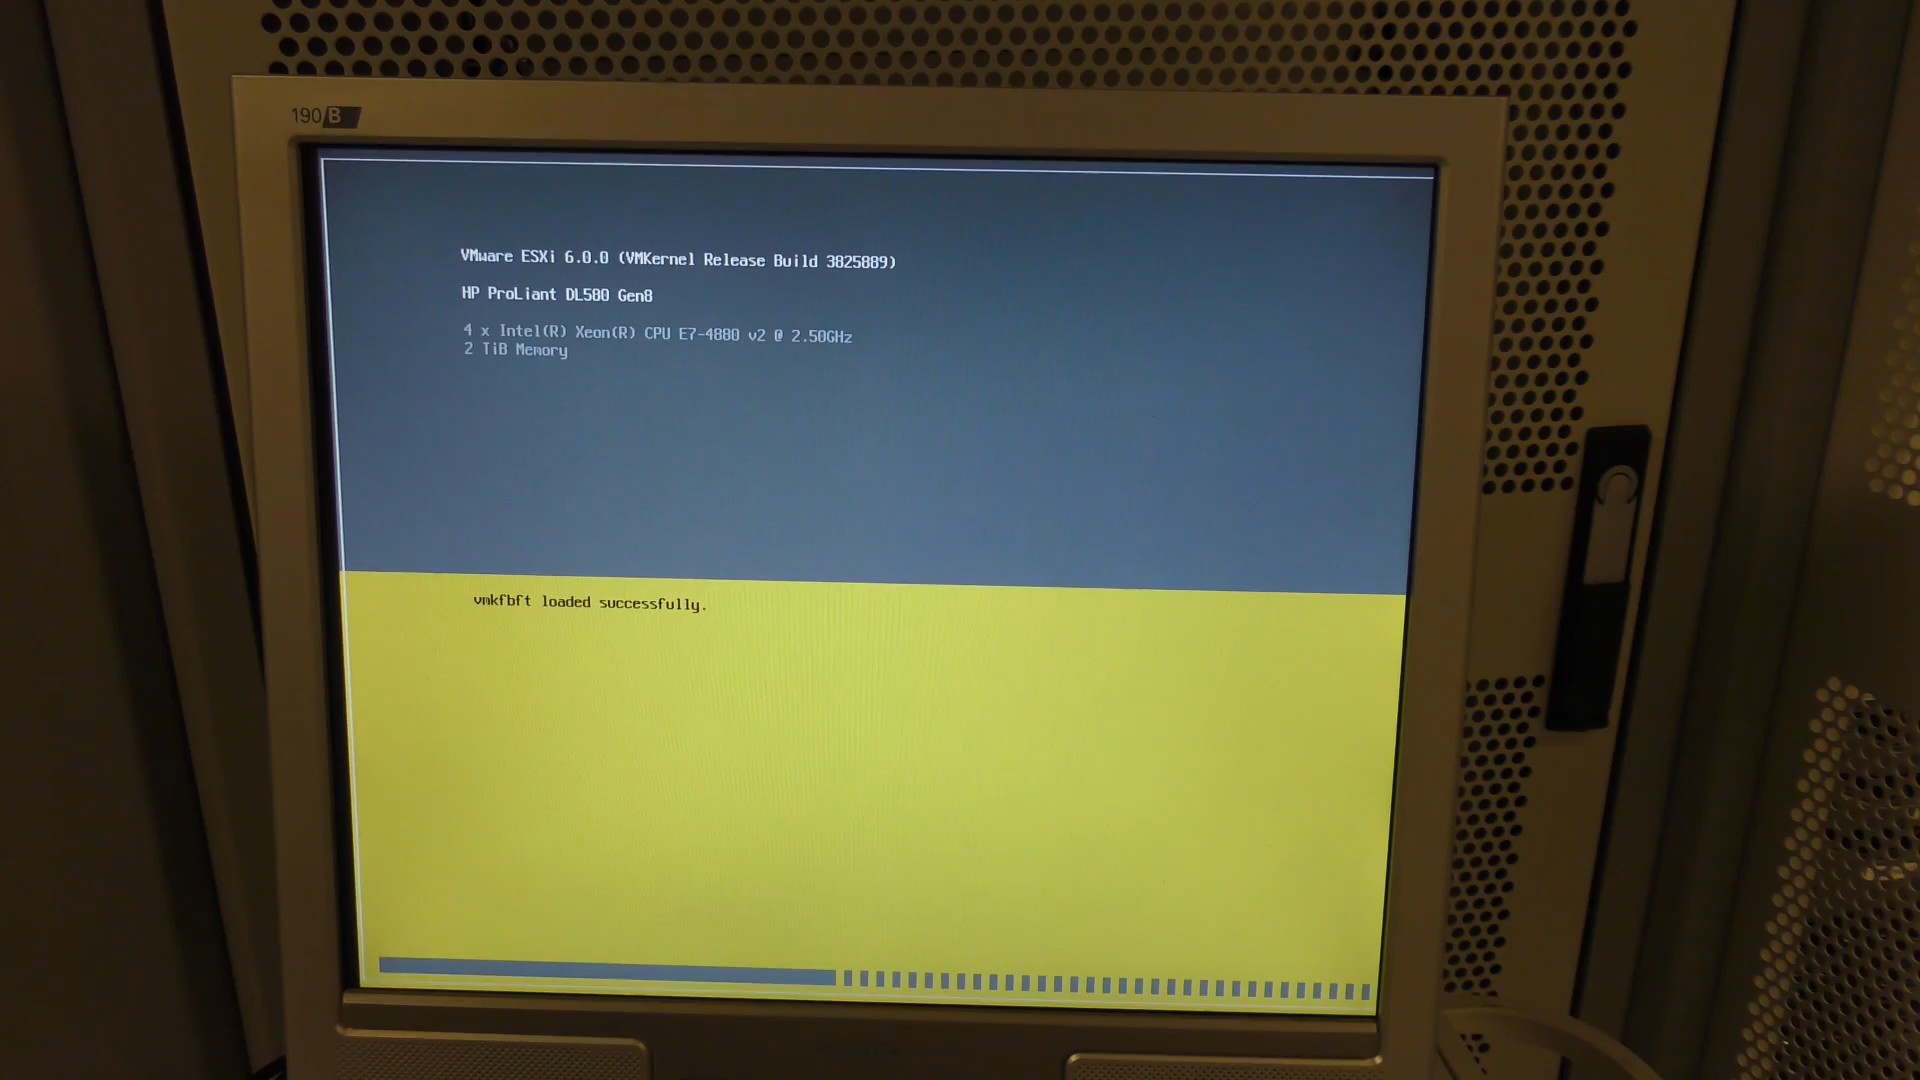 190B
VMware ESXi 6.0.0 (VMKernel Release Build 3825889)
HP ProLiant DL580 Gen8
4 x Intel(R) Xeon(R) CPU E7-4880 v2 @ 2.50GHz
2 TiB Memory
vmkfbft loaded successfully.